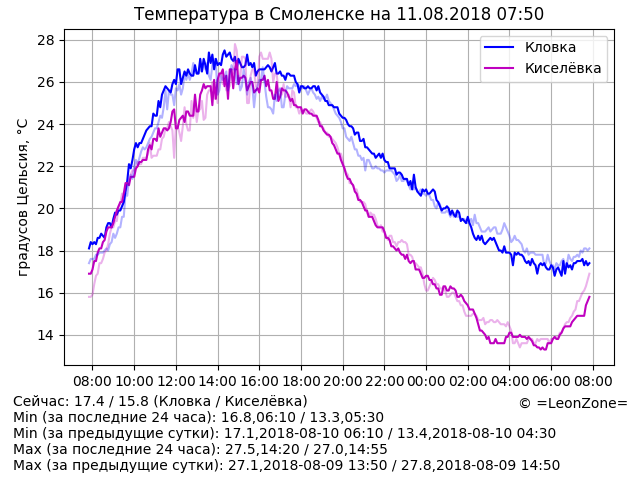 Температура в Смоленске на 11.08.2018 07:50
Кловка
Киселёвка
градусов Цельсия, °C
28
26
24
22
20
18
16
14
08:00 10:00 12:00 14:00 16:00 18:00 20:00 22:00 00:00 02:00 04:00 06:00 08:00
Сейчас: 17.4 / 15.8 (Кловка / Киселёвка)
© =LeonZone=
Min (за последние 24 часа): 16.8,06:10 / 13.3,05:30
Min (за предыдущие сутки): 17.1,2018-08-10 06:10 / 13.4,2018-08-10 04:30
Max (за последние 24 часа): 27.5,14:20 / 27.0,14:55
Max (за предыдущие сутки): 27.1,2018-08-09 13:50 / 27.8,2018-08-09 14:50